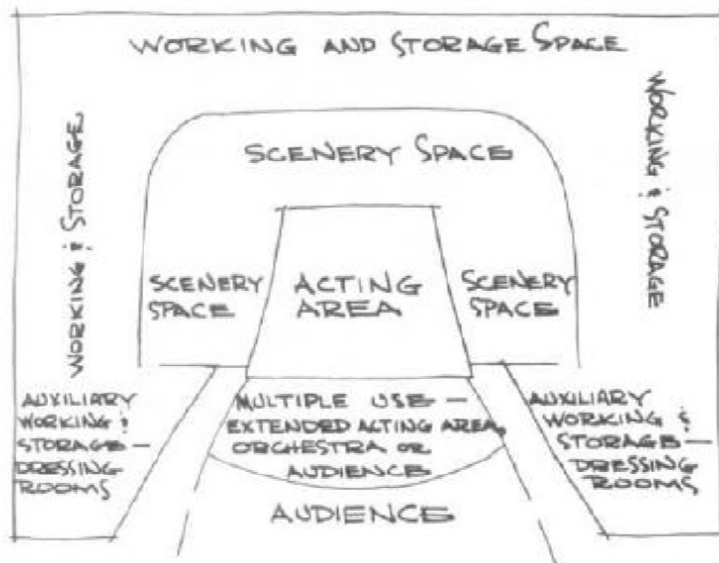 WORKING AND STORAGE SPACE
WORKING & STORAGE
WORKING & STORAGE
SCENERY SPACE
SCENERY
SPACE
ACTING
AREA
SCENERY
SPACE
AUXILIARY
WORKING &
STORAGE —
DRESSING
ROOMS
MULTIPLE USE —
EXTENDED ACTING AREA,
ORCHESTRA OR
AUDIENCE
AUXILIARY
WORKING &
STORAGE —
DRESSING
ROOMS
AUDIENCE